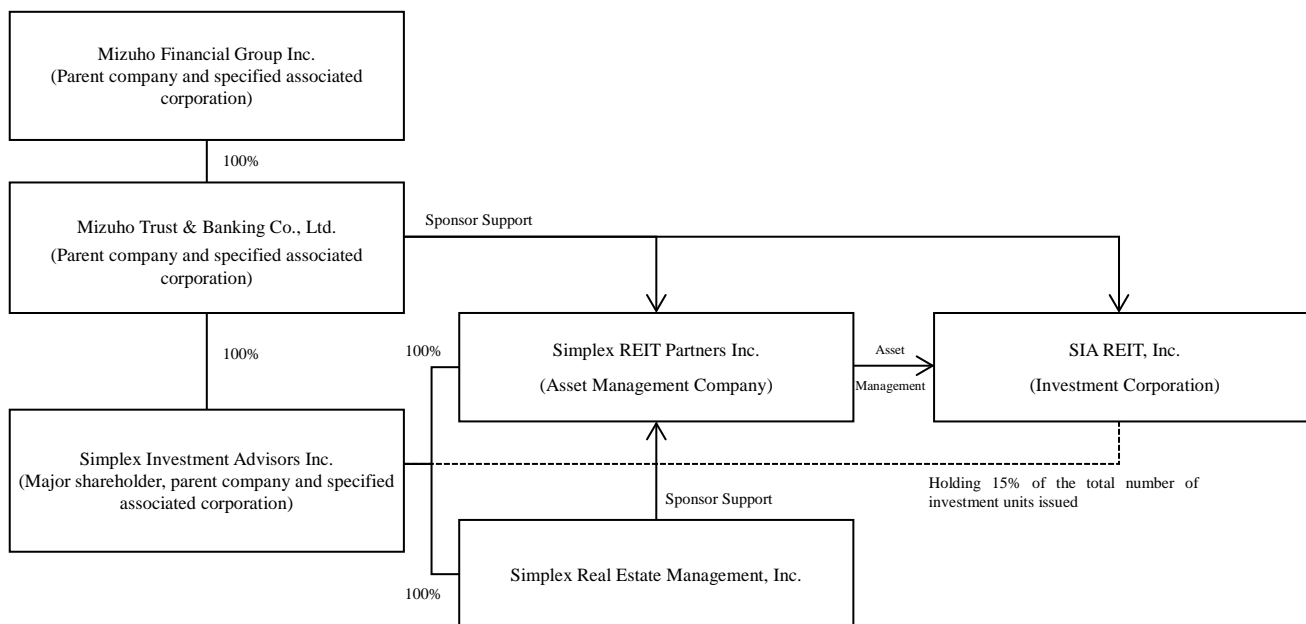 Mizuho Financial Group Inc.
(Parent company and specified associated
corporation)
100%
Mizuho Trust & Banking Co., Ltd.
(Parent company and specified associated
corporation)
Sponsor Support
100%
100%
Simplex REIT Partners Inc.
(Asset Management Company)
Asset
Management
SIA REIT, Inc.
(Investment Corporation)
Simplex Investment Advisors Inc.
(Major shareholder, parent company and specified
associated corporation)
Sponsor Support
Holding 15% of the total number of
investment units issued
100%
Simplex Real Estate Management, Inc.